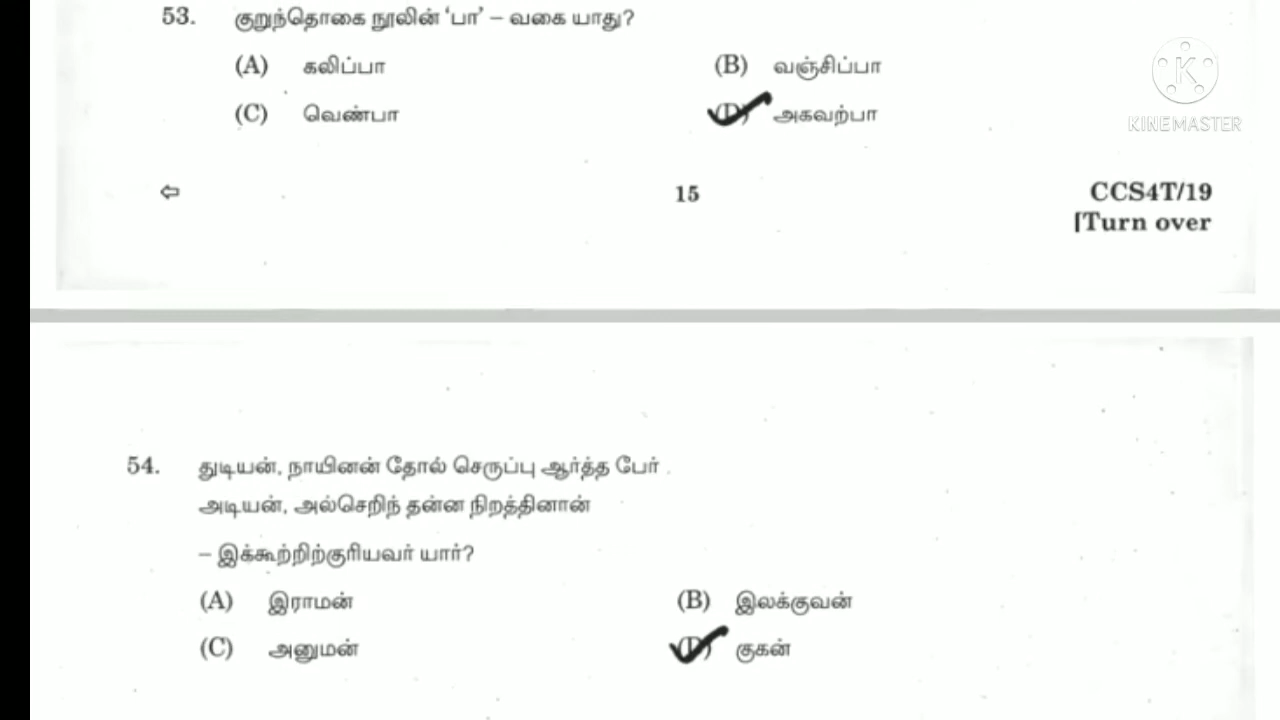 53. குறுந்தொகை நூலின் ‘பா’ – வகை யாது?
(A) கலிப்பா (B) வஞ்சிப்பா
(C) வெண்பா (D) அகவற்பா
KINEMASTER
⇦ 15 CCS4T/19
[Turn over
54. துடியன், நாயினன் தோல் செருப்பு ஆர்த்த பேர்
அடியன், அல்செறிந் தன்ன நிறத்தினான்
– இக்கூற்றிற்குரியவர் யார்?
(A) இராமன் (B) இலக்குவன்
(C) அனுமன் (D) குகன்